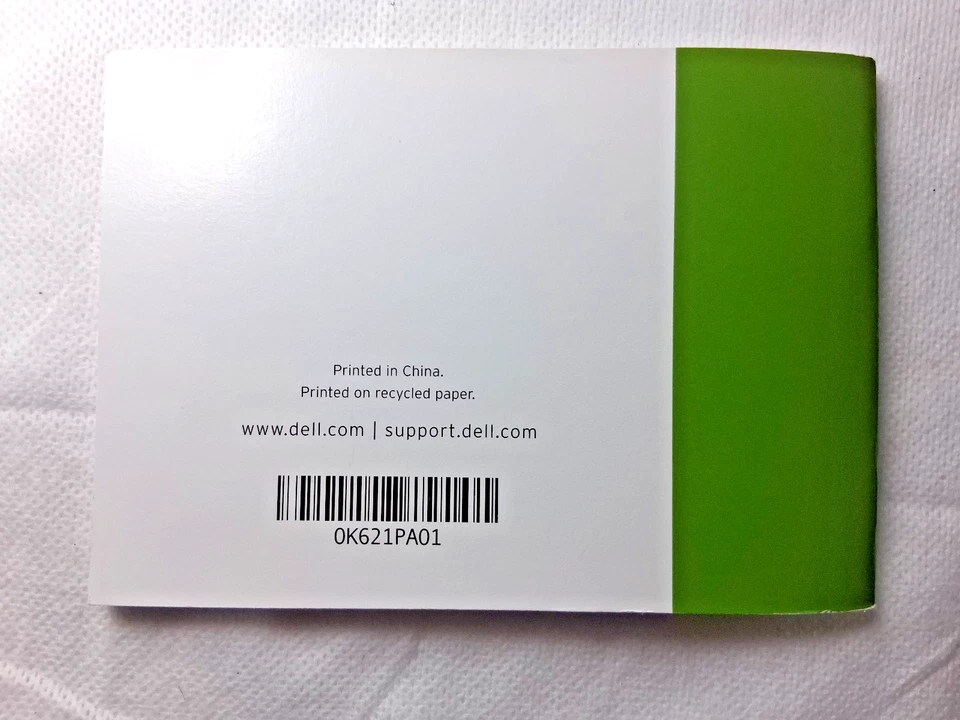 Printed in China.
Printed on recycled paper.
www.dell.com | support.dell.com
0K621PA01